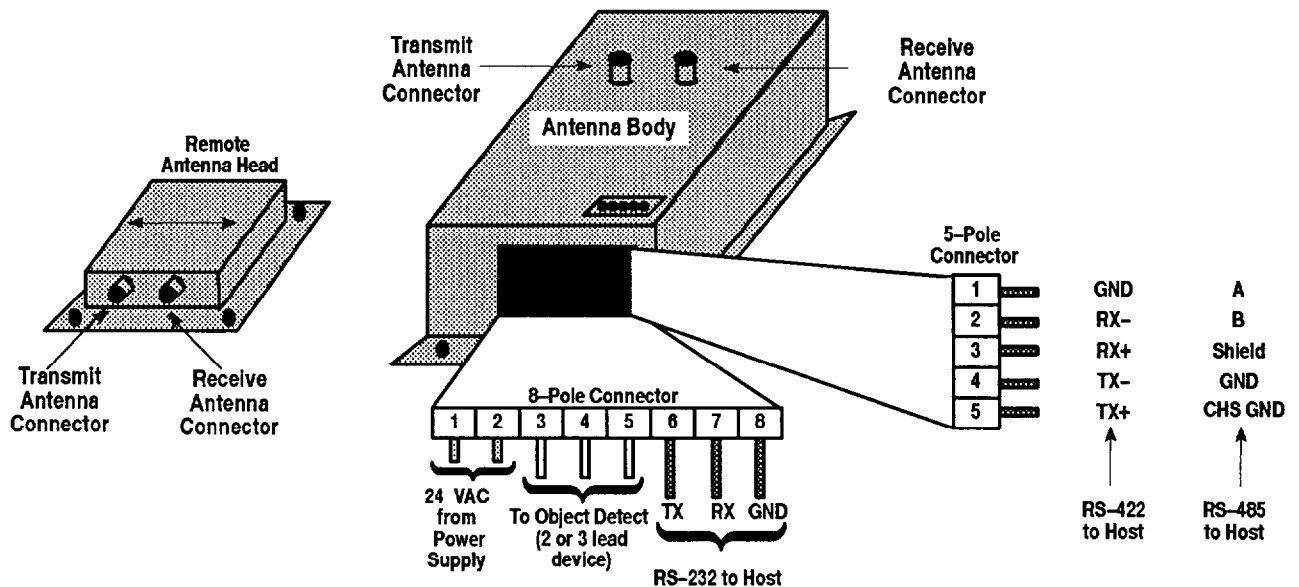 Transmit
Antenna
Connector
Receive
Antenna
Connector
Antenna Body
Remote
Antenna Head
Transmit
Antenna
Connector
Receive
Antenna
Connector
5–Pole
Connector
1 GND A
2 RX– B
3 RX+ Shield
4 TX– GND
5 TX+ CHS GND
RS–422
to Host
RS–485
to Host
8–Pole Connector
1 2 3 4 5 6 7 8
24 VAC
from
Power
Supply
To Object Detect
(2 or 3 lead
device)
TX RX GND
RS–232 to Host